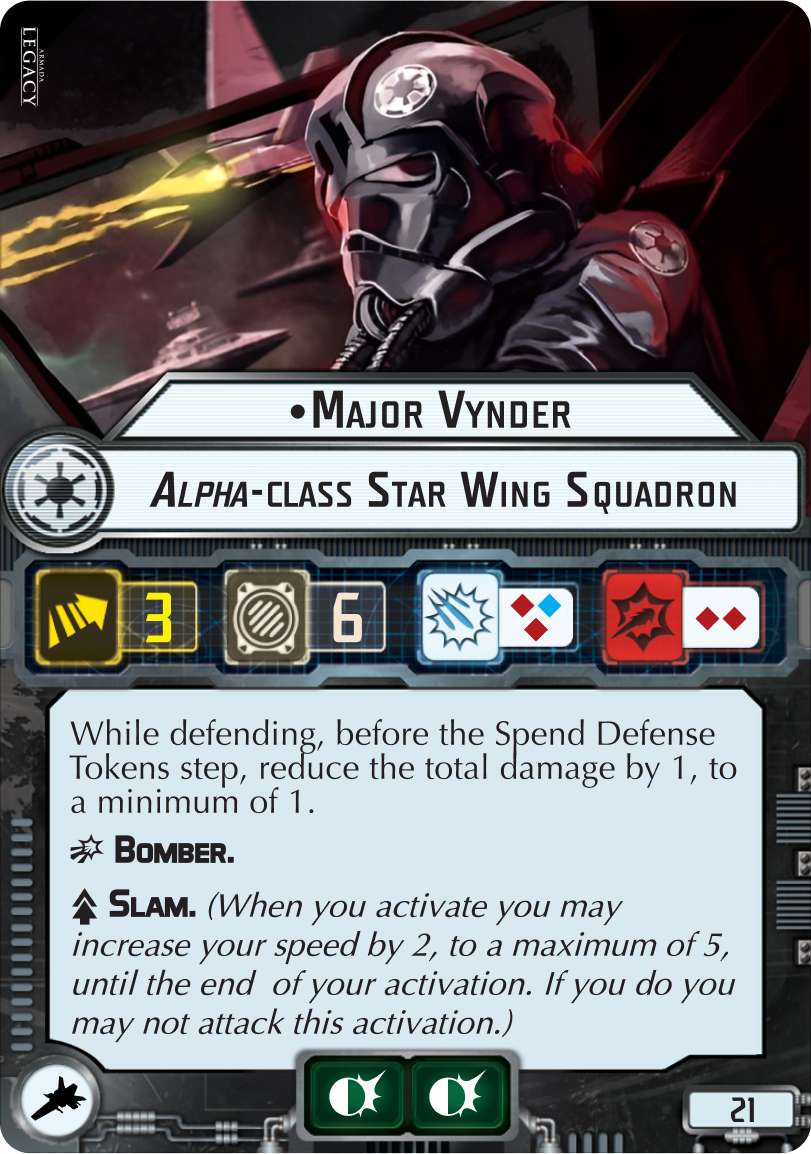 ARMADA
LEGACY
•Major Vynder
Alpha-class Star Wing Squadron
3 6
While defending, before the Spend Defense
Tokens step, reduce the total damage by 1, to
a minimum of 1.
Bomber.
Slam. (When you activate you may
increase your speed by 2, to a maximum of 5,
until the end of your activation. If you do you
may not attack this activation.)
21